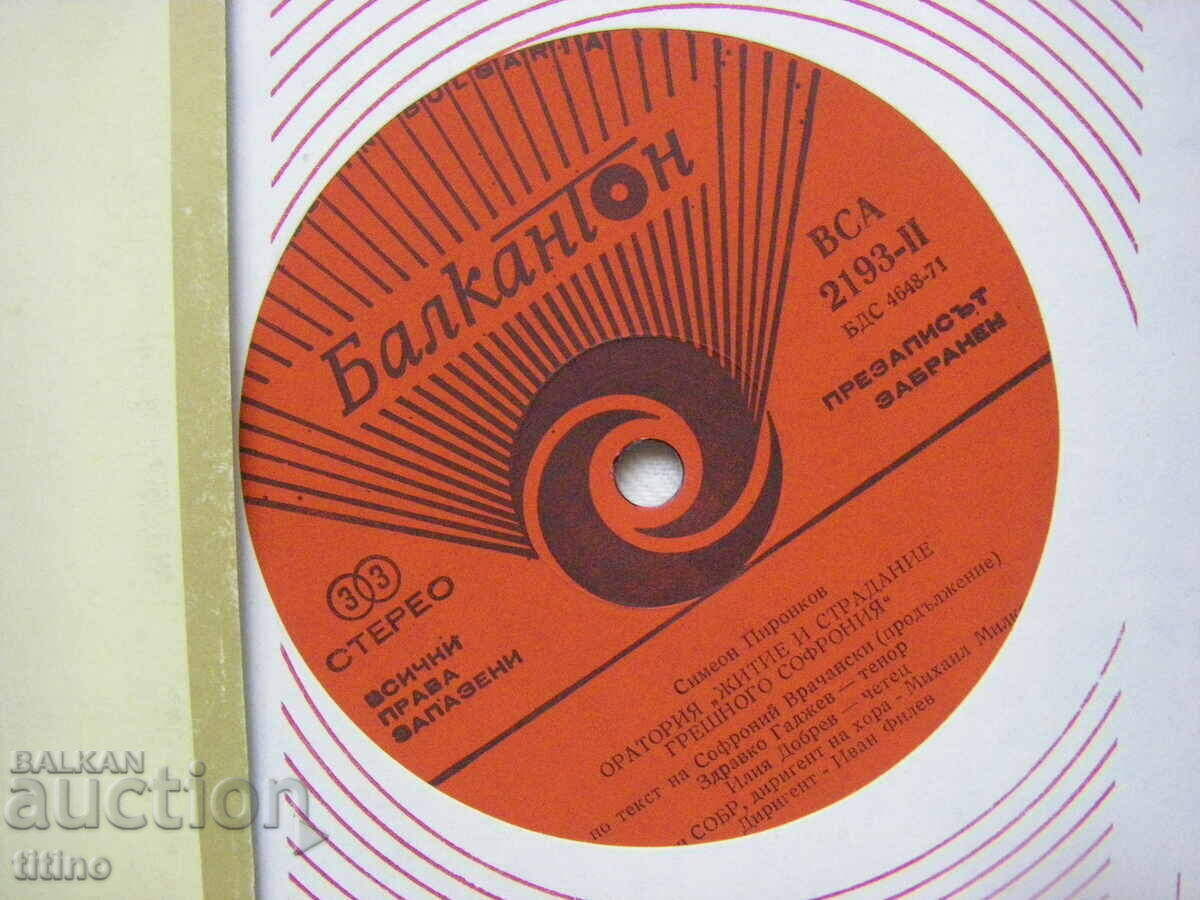 BULGARIA
Балкантон
ВСА
2193-II
БДС 4648-71
ПРЕЗАПИСЪТ
ЗАБРАНЕН
33
СТЕРЕО
ВСИЧКИ
ПРАВА
ЗАПАЗЕНИ
Симеон Пиронков
ОРАТОРИЯ „ЖИТИЕ И СТРАДАНИЕ
ГРЕШНОГО СОФРОНИЯ“
по текст на Софроний Врачански (продължение)
Здравко Гаджев — тенор
Илия Добрев — четец
СОБР, диригент на хора - Михаил
Диригент - Иван Филев
BALKAN
auction
titino